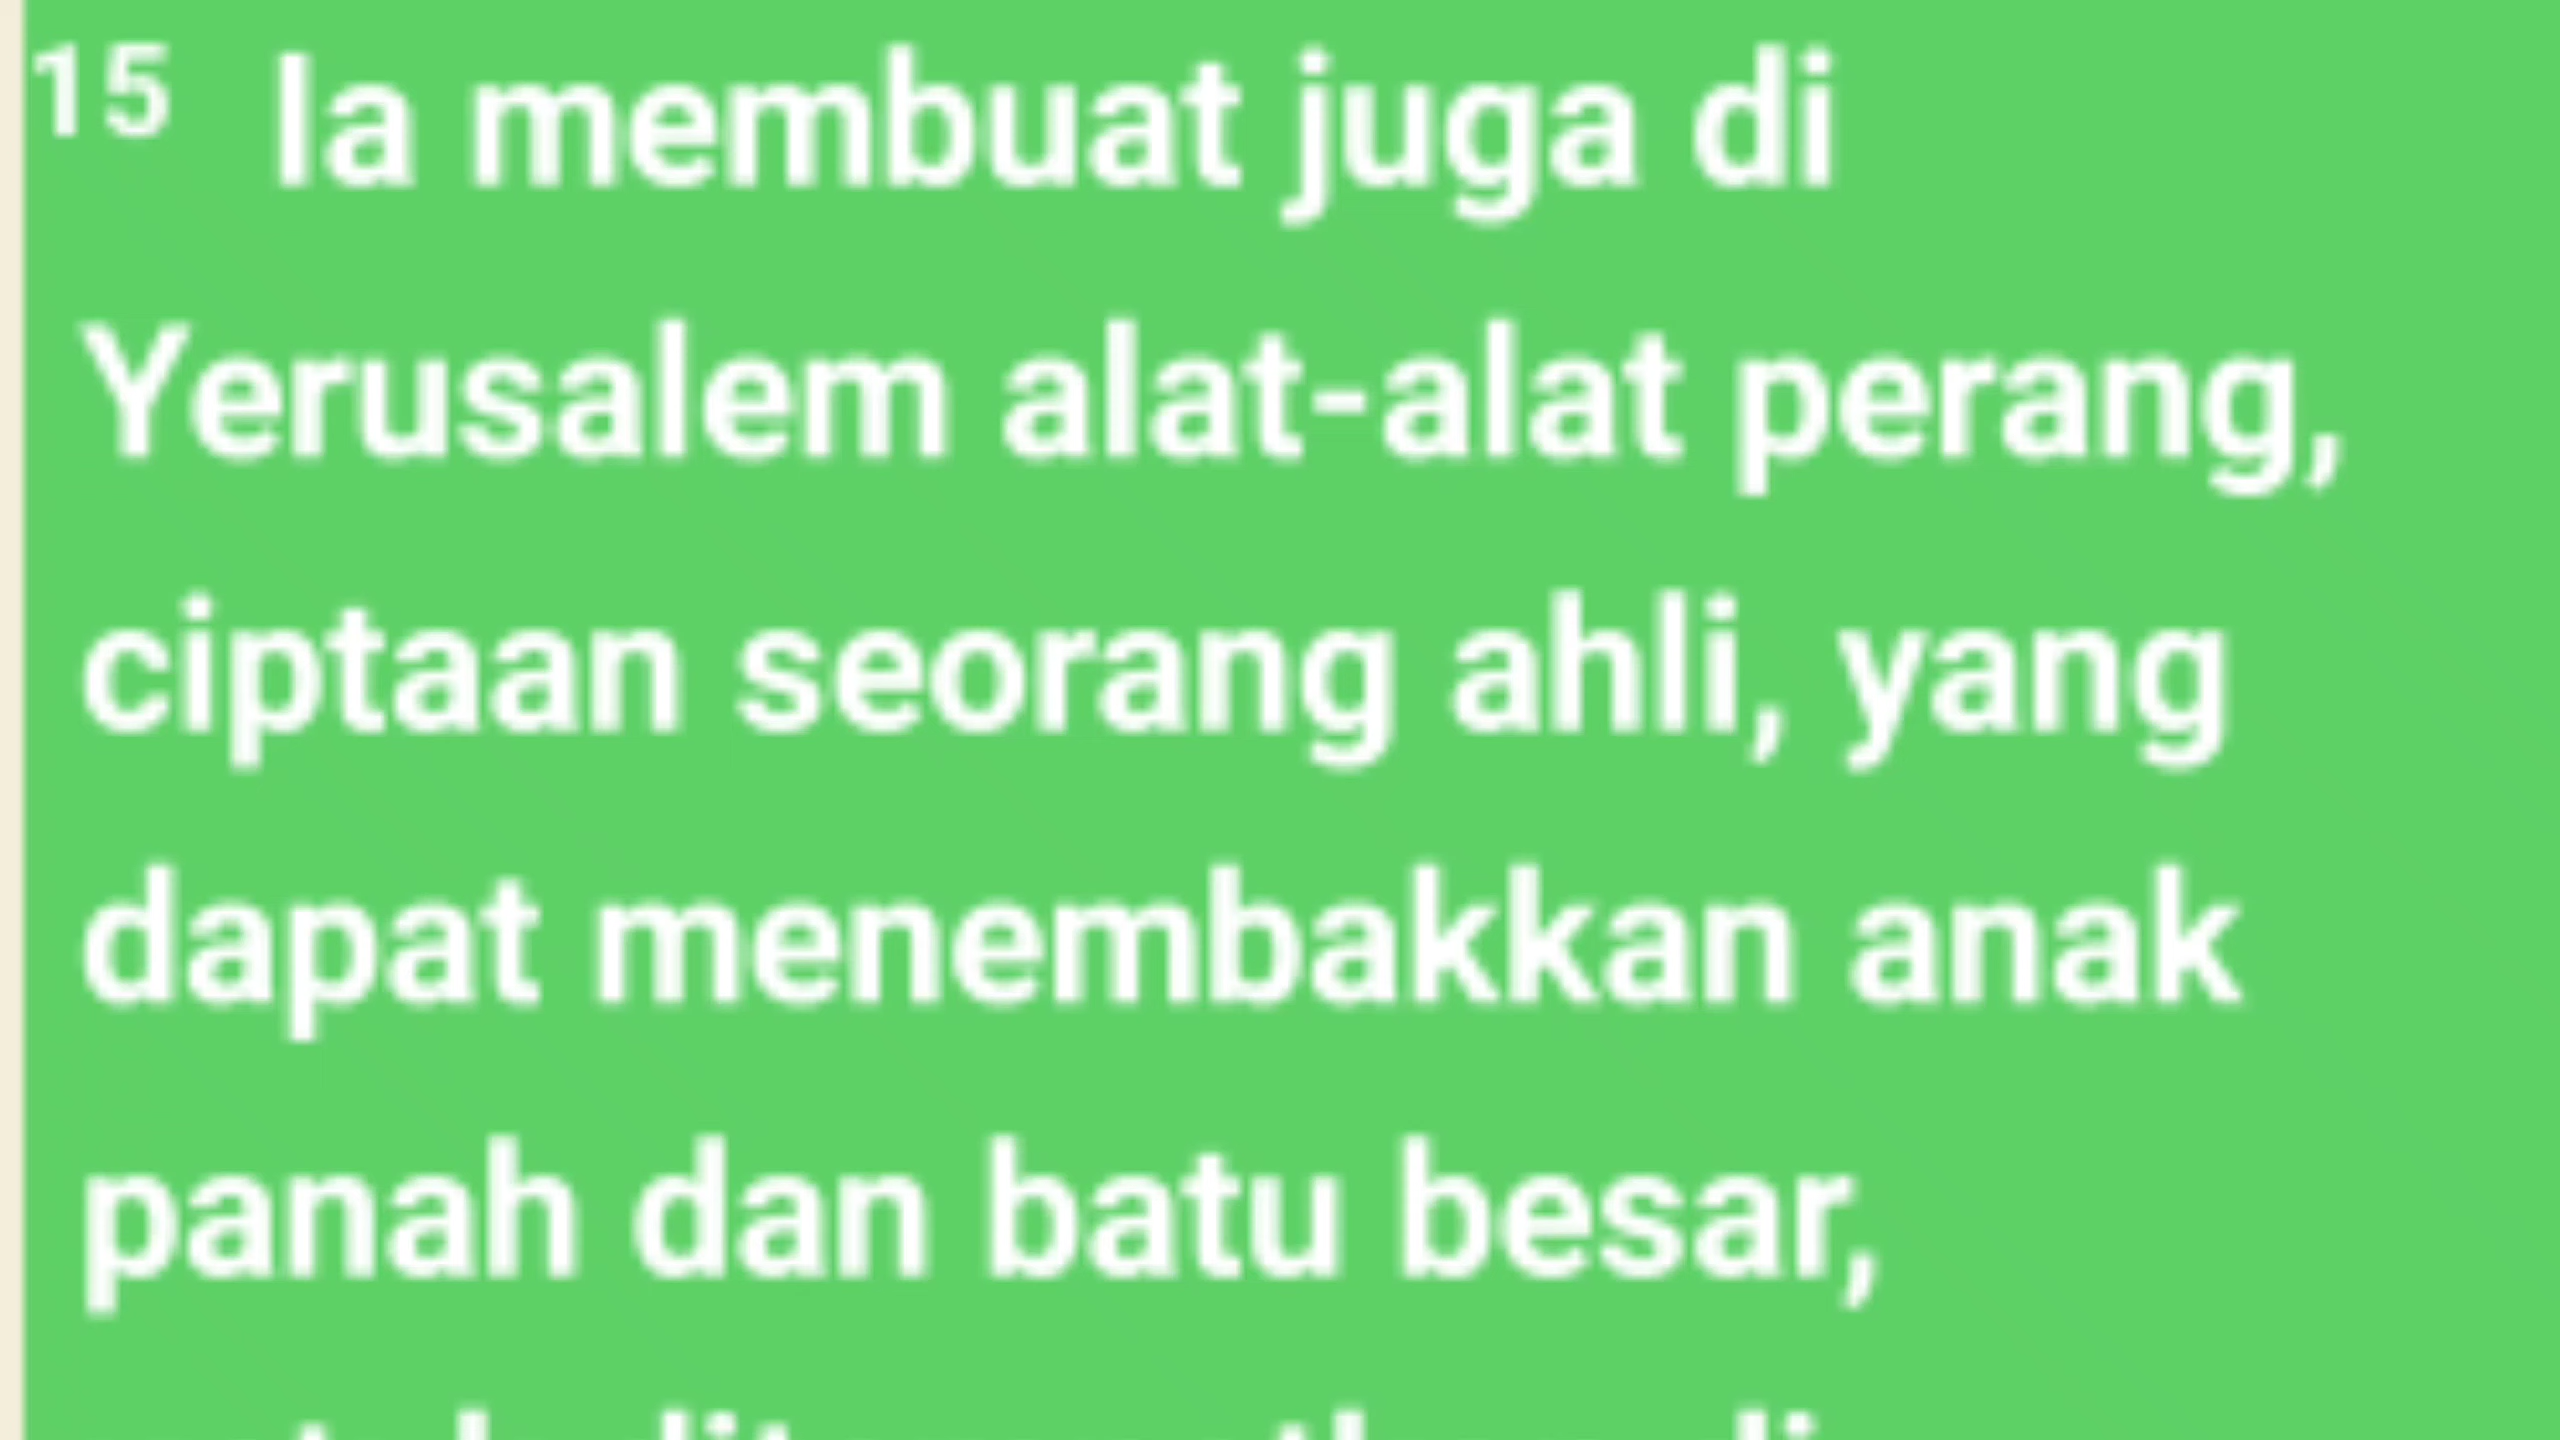 15 Ia membuat juga di
Yerusalem alat-alat perang,
ciptaan seorang ahli, yang
dapat menembakkan anak
panah dan batu besar,